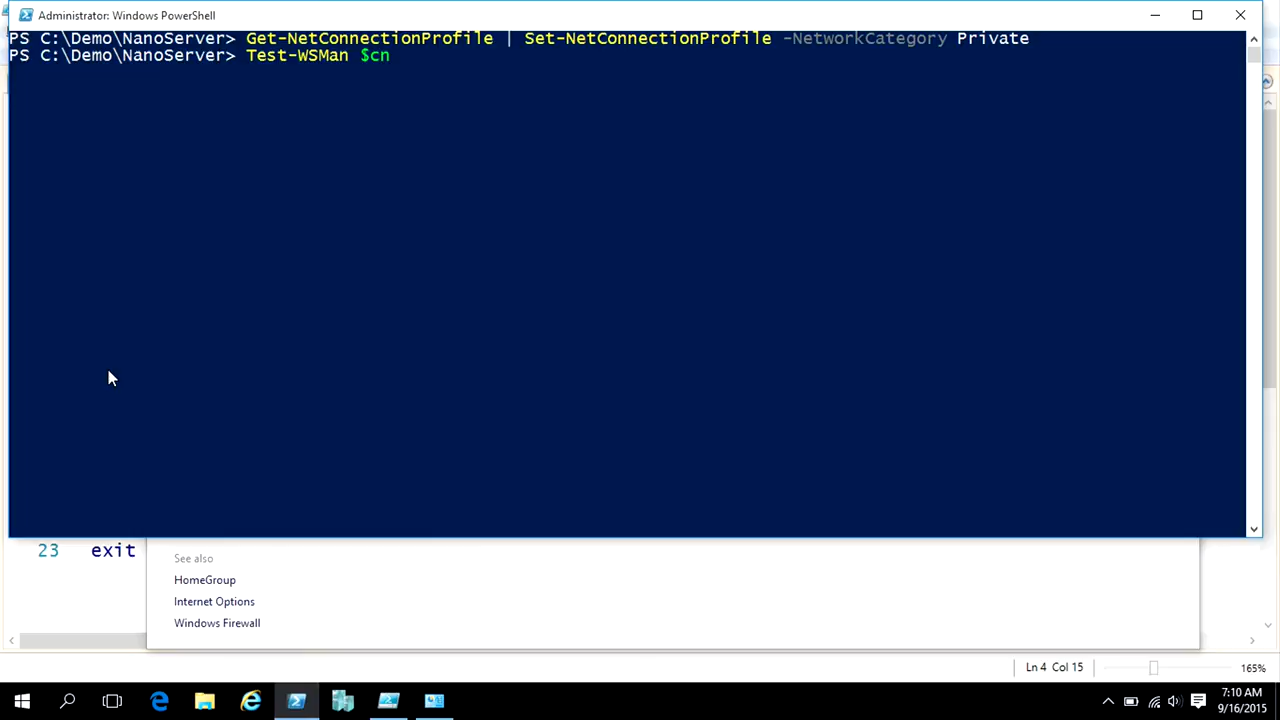 Administrator: Windows PowerShell
PS C:\Demo\NanoServer> Get-NetConnectionProfile | Set-NetConnectionProfile -NetworkCategory Private
PS C:\Demo\NanoServer> Test-WSMan $cn
23 exit
See also
HomeGroup
Internet Options
Windows Firewall
Ln 4 Col 15
165%
7:10 AM
9/16/2015